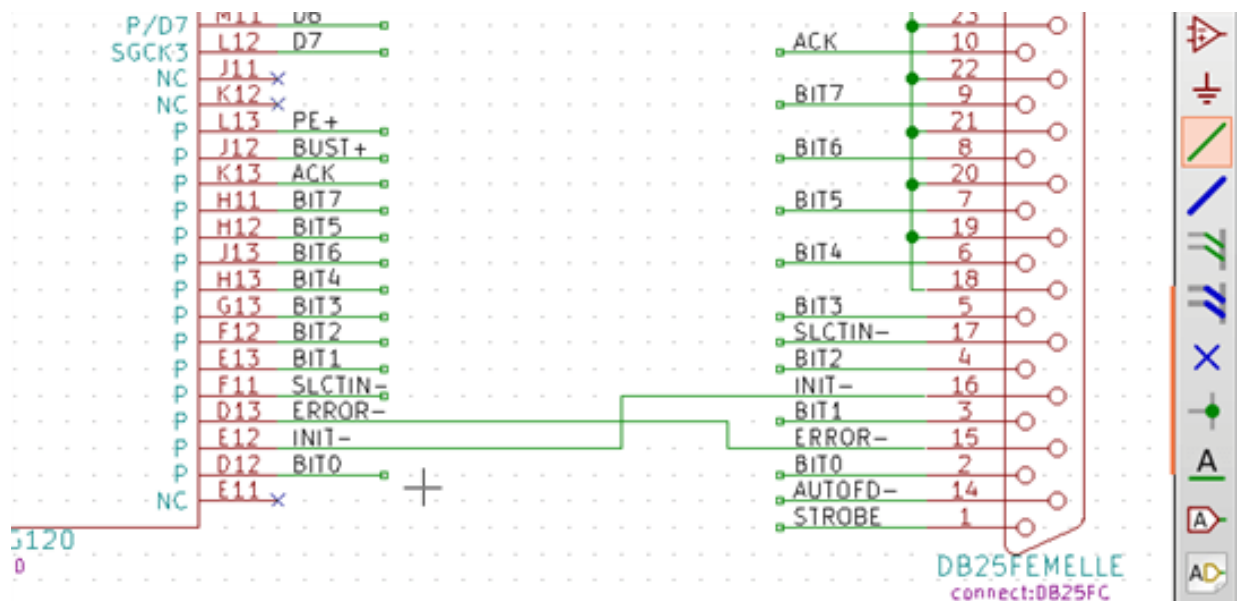 P/D7 M11 D6 23
SGCK3 L12 D7 ACK 10
NC J11 22
NC K12 BIT7 9
P L13 PE+ 21
P J12 BUST+ BIT6 8
P K13 ACK 20
P H11 BIT7 BIT5 7
P H12 BIT5 19
P J13 BIT6 BIT4 6
P H13 BIT4 18
P G13 BIT3 BIT3 5
P F12 BIT2 SLCTIN- 17
P E13 BIT1 BIT2 4
P F11 SLCTIN- INIT- 16
P D13 ERROR- BIT1 3
P E12 INIT- ERROR- 15
P D12 BIT0 BIT0 2
NC E11 AUTOFD- 14
STROBE 1
G120
DB25FEMELLE
connect:DB25FC
A
A
AD